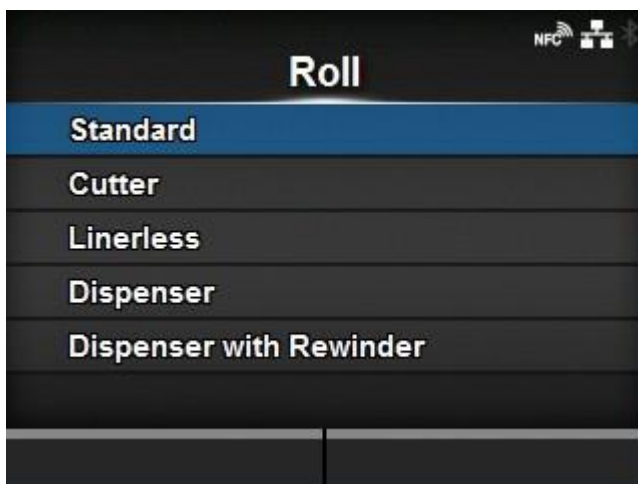 NFC
Roll
Standard
Cutter
Linerless
Dispenser
Dispenser with Rewinder